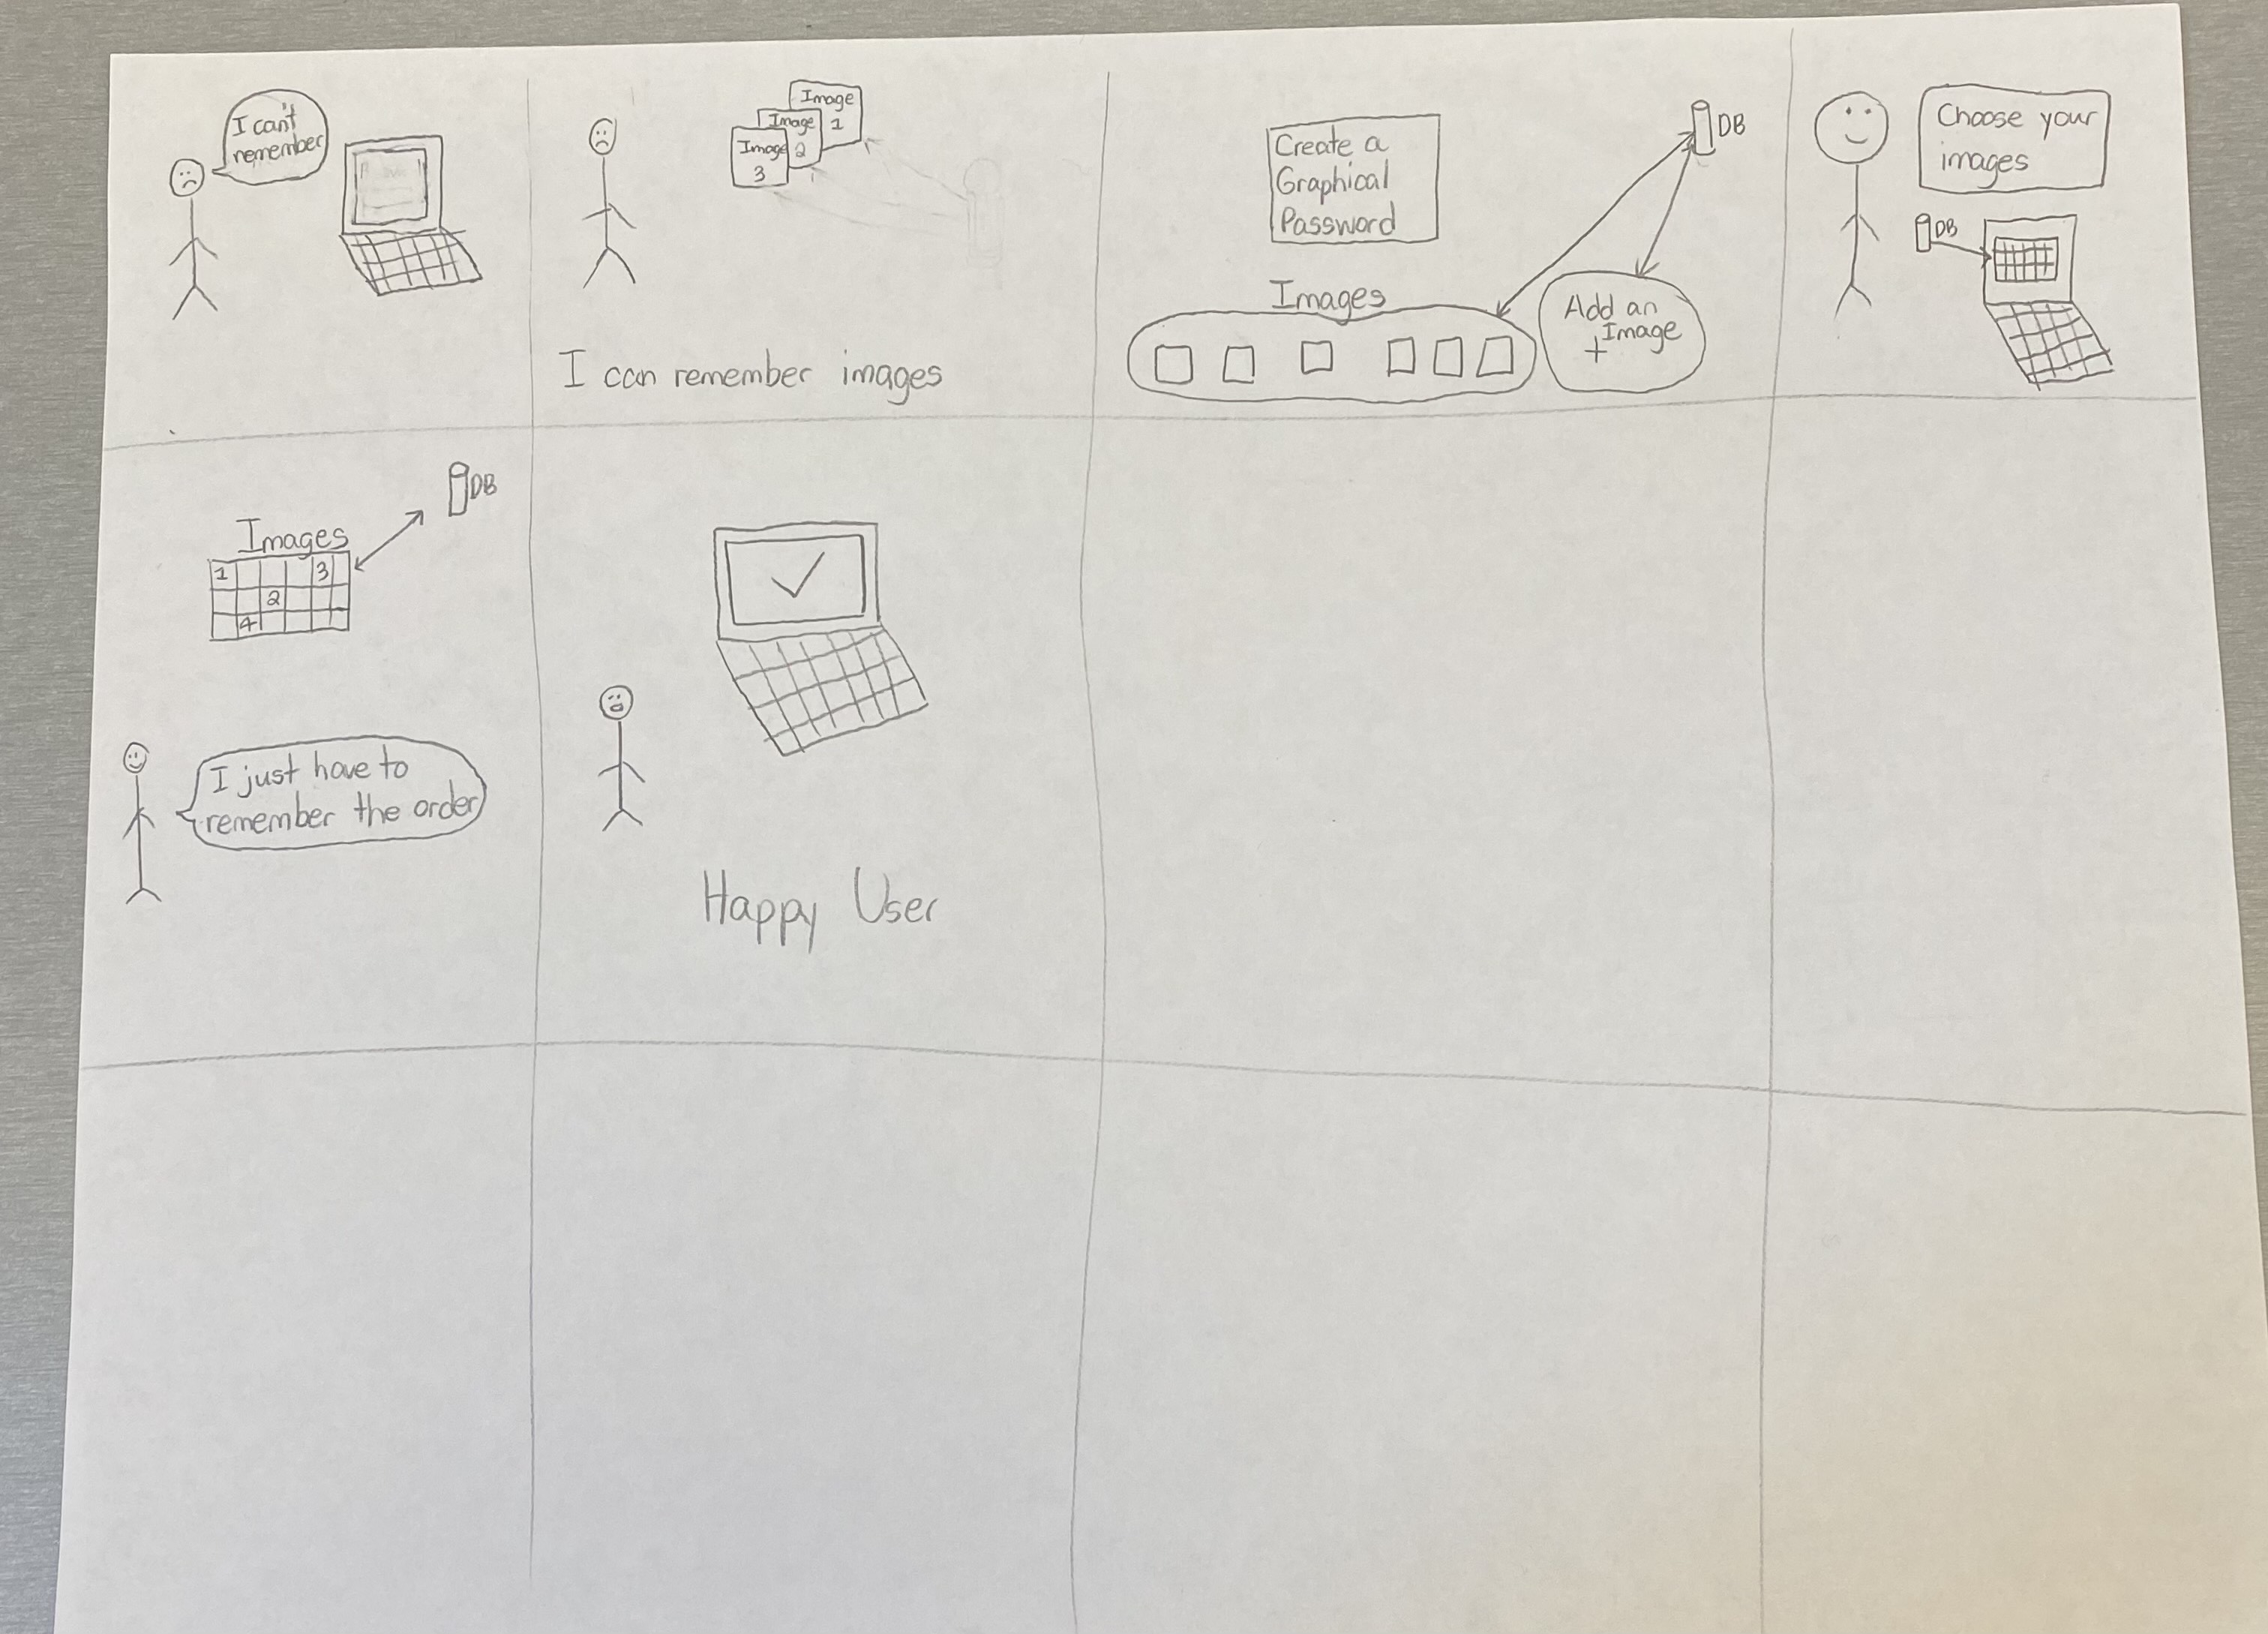 I can't
remember
Image
1
Image
2
Image
3
I can remember images
Create a
Graphical
Password
DB
Images
Add an
Image
+
Choose your
images
DB
Images
1 3
2
4
DB
I just have to
remember the order
Happy User